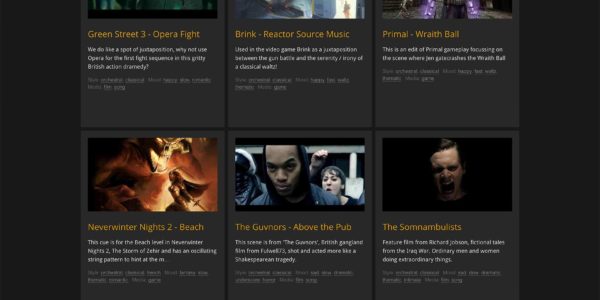 Green Street 3 - Opera Fight
We do like a spot of juxtaposition, why not use
Opera for the first fight sequence in this gritty
British action dramedy?
Style: orchestral, classical Mood: happy, slow, romantic
Media: film, song
Brink - Reactor Source Music
Used in the video game Brink as a juxtaposition
between the gun battle and the serenity / irony of
a classical waltz!
Style: orchestral, classical Mood: happy, fast, waltz,
thematic Media: game
Primal - Wraith Ball
This is an edit of Primal gameplay focussing on
the scene where Jen gatecrashes the Wraith Ball
Style: orchestral, classical Mood: happy, fast, waltz,
thematic Media: game
Neverwinter Nights 2 - Beach
This cue is for the Beach level in Neverwinter
Nights 2, The Storm of Zehir and has an oscillating
string pattern to hint at the m...
Style: orchestral, classical, french Mood: fantasy, slow,
thematic, romantic Media: game
The Guvnors - Above the Pub
This scene is from 'The Guvnors', British gangland
film from Fulwell73, shot and acted more like a
Shakespearean tragedy.
Style: orchestral, classical Mood: sad, slow, dramatic,
underscore, horror Media: film, song
The Somnambulists
Feature film from Richard Jobson, fictional tales
from the Iraq War. Ordinary men and women
doing extraordinary things.
Style: orchestral, classical Mood: sad, slow, dramatic,
thematic, intimate Media: film, song